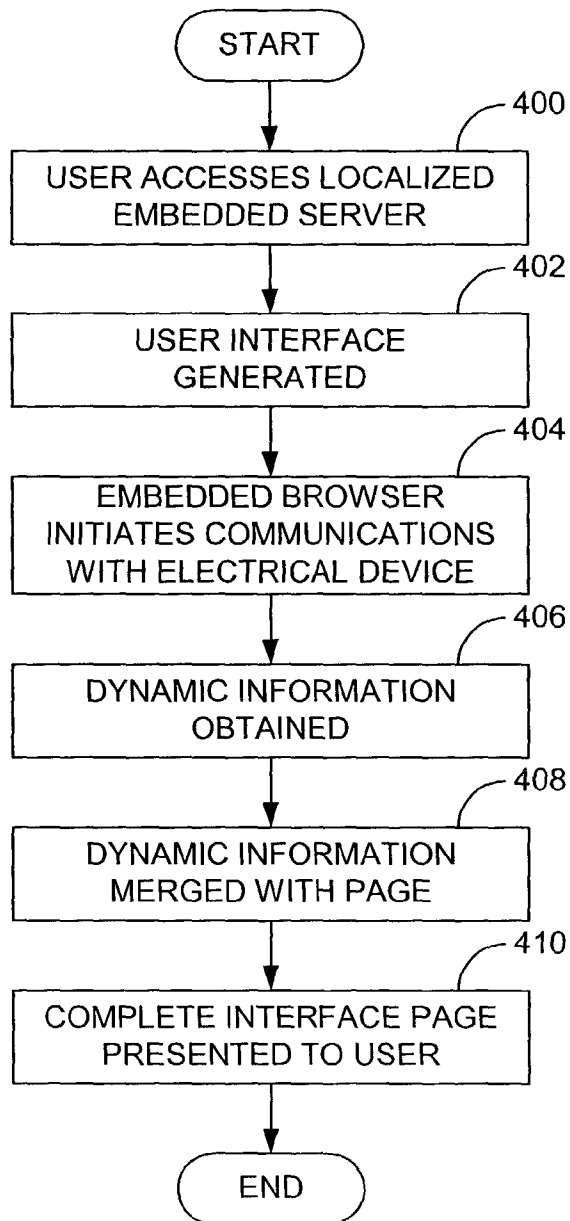 START
400
USER ACCESSES LOCALIZED
EMBEDDED SERVER
402
USER INTERFACE
GENERATED
404
EMBEDDED BROWSER
INITIATES COMMUNICATIONS
WITH ELECTRICAL DEVICE
406
DYNAMIC INFORMATION
OBTAINED
408
DYNAMIC INFORMATION
MERGED WITH PAGE
410
COMPLETE INTERFACE PAGE
PRESENTED TO USER
END